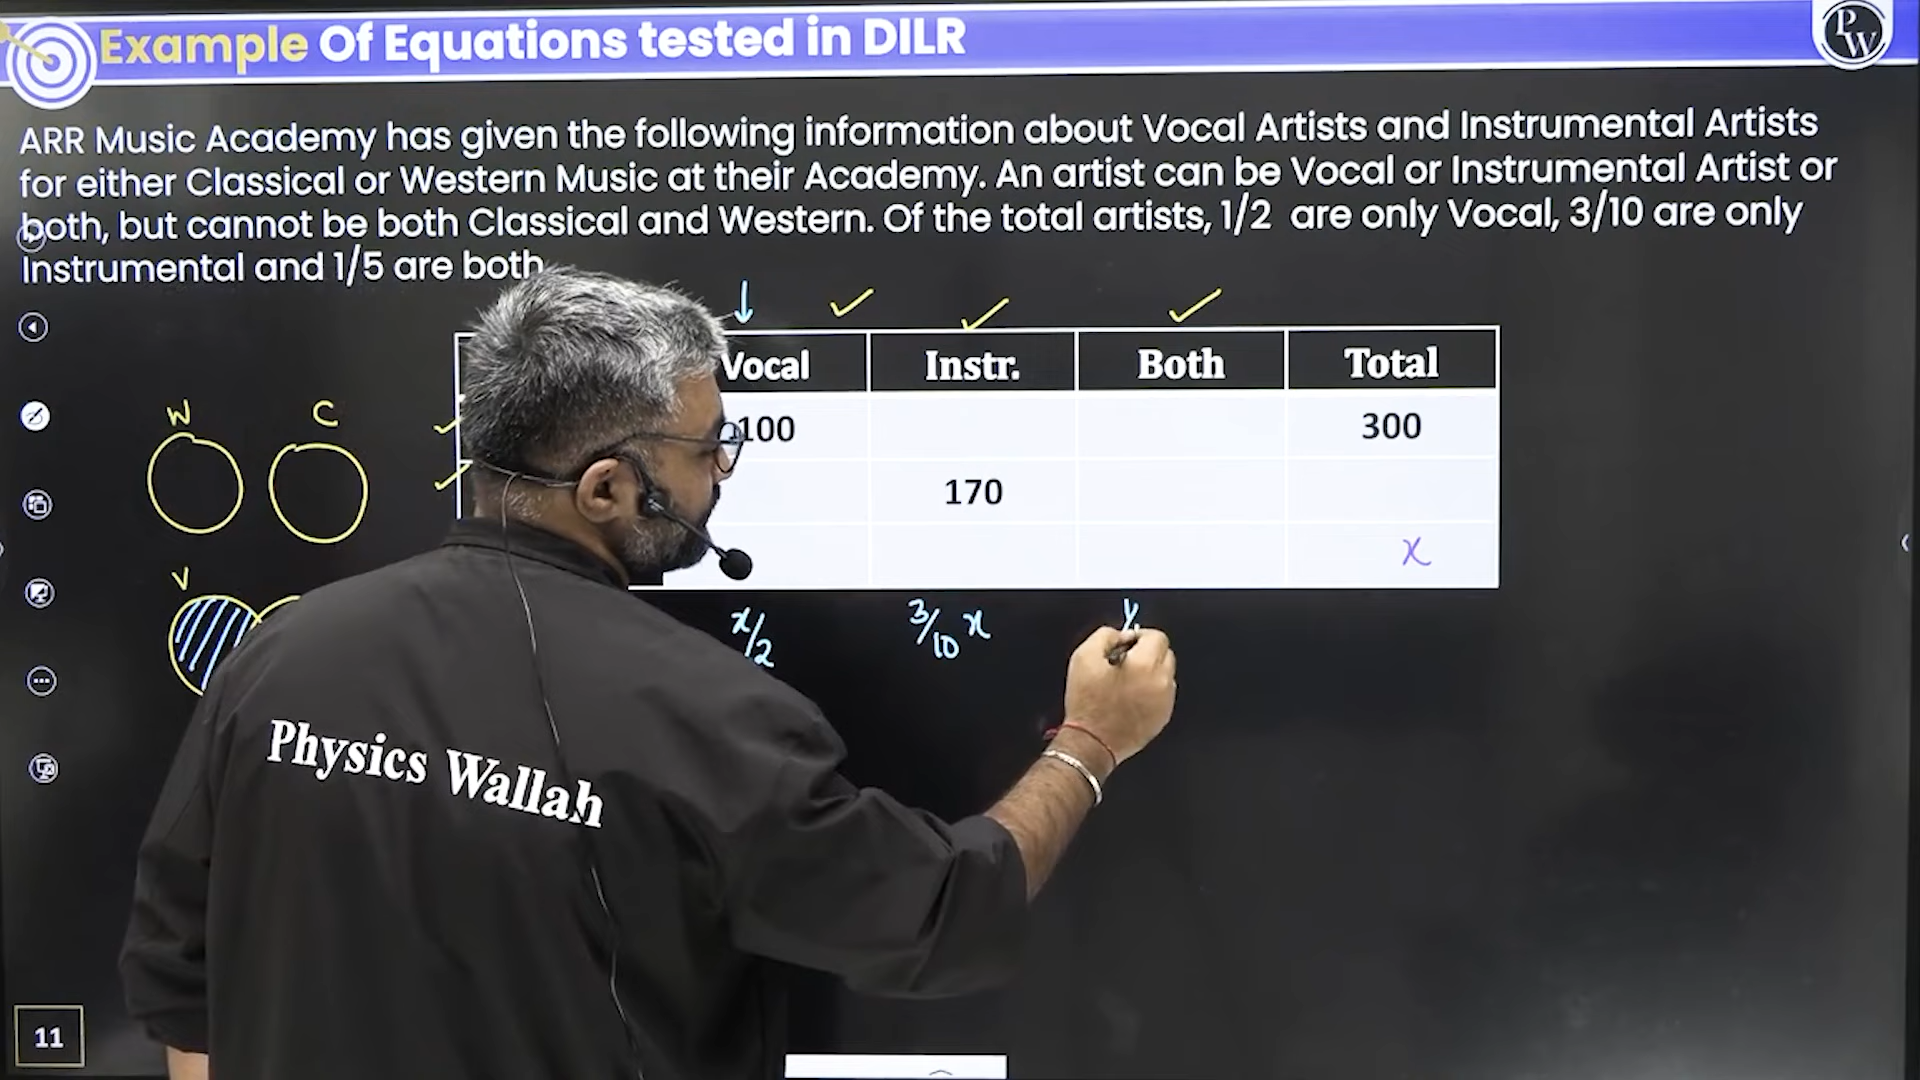 Example Of Equations tested in DILR
PW
ARR Music Academy has given the following information about Vocal Artists and Instrumental Artists
for either Classical or Western Music at their Academy. An artist can be Vocal or Instrumental Artist or
both, but cannot be both Classical and Western. Of the total artists, 1/2 are only Vocal, 3/10 are only
Instrumental and 1/5 are both
Vocal Instr. Both Total
W C
100 300
170
x
V
x/2 3/10 x
Physics Wallah
11